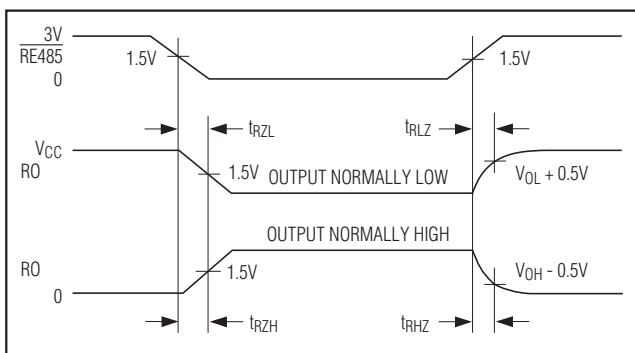 3V
RE485
0
1.5V
1.5V
tRZL
tRLZ
VCC
RO
1.5V
OUTPUT NORMALLY LOW
VOL + 0.5V
OUTPUT NORMALLY HIGH
RO
0
1.5V
VOH - 0.5V
tRZH
tRHZ